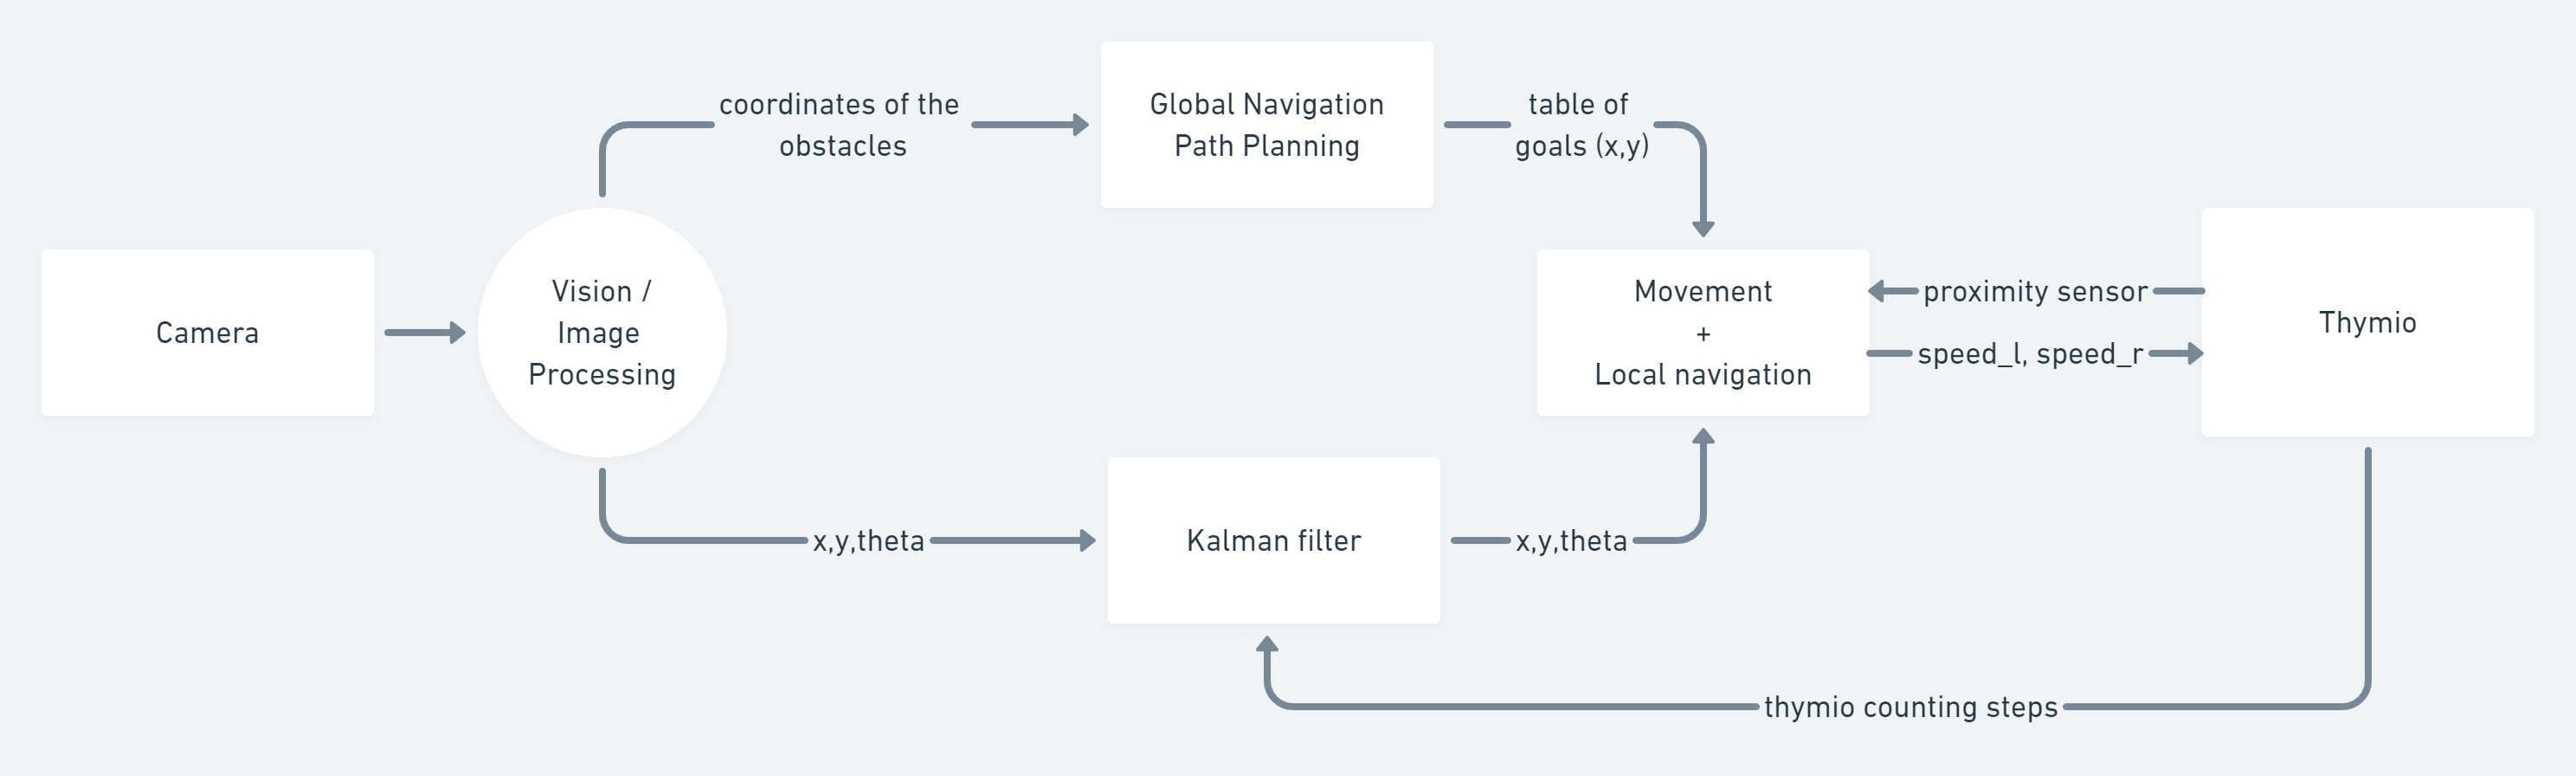 coordinates of the
obstacles
Global Navigation
Path Planning
table of
goals (x,y)
Camera
Vision /
Image
Processing
Movement
+
Local navigation
proximity sensor
speed_l, speed_r
Thymio
x,y,theta
Kalman filter
x,y,theta
thymio counting steps